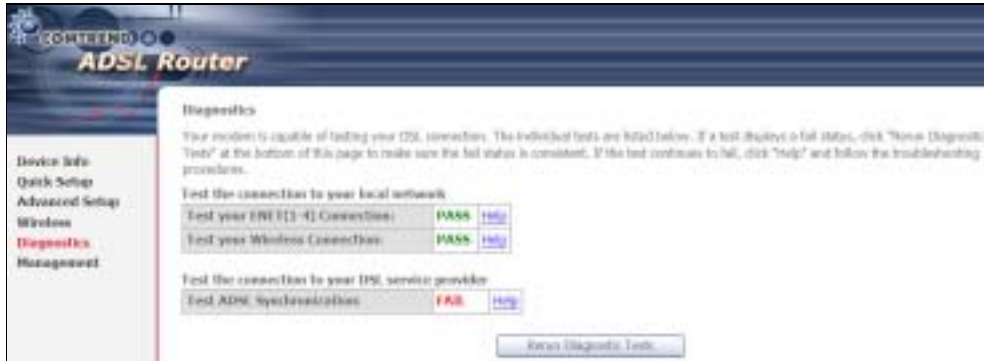 COMTREND
ADSL Router
Diagnostics
Your modem is capable of testing your DSL connection. The individual tests are listed below. If a test displays a fail status, click "Rerun Diagnostic
Tests" at the bottom of this page to make sure the fail status is consistent. If the test continues to fail, click "Help" and follow the troubleshooting
procedures.
Device Info
Quick Setup
Advanced Setup
Wireless
Diagnostics
Management
Test the connection to your local network
Test your ENET(1-4) Connection: PASS Help
Test your Wireless Connection: PASS Help
Test the connection to your DSL service provider
Test ADSL Synchronization: FAIL Help
Rerun Diagnostic Tests